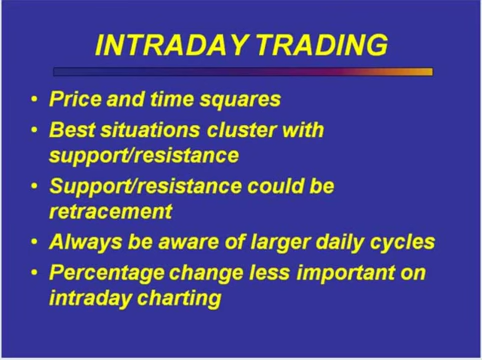 INTRADAY TRADING
• Price and time squares
• Best situations cluster with
support/resistance
• Support/resistance could be
retracement
• Always be aware of larger daily cycles
• Percentage change less important on
intraday charting